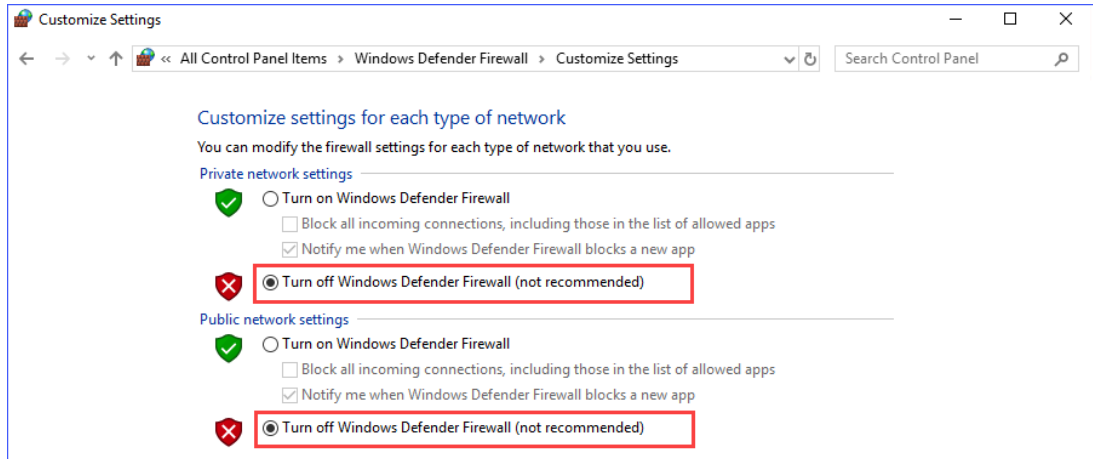 Customize Settings
« All Control Panel Items > Windows Defender Firewall > Customize Settings Search Control Panel
Customize settings for each type of network
You can modify the firewall settings for each type of network that you use.
Private network settings
Turn on Windows Defender Firewall
Block all incoming connections, including those in the list of allowed apps
Notify me when Windows Defender Firewall blocks a new app
Turn off Windows Defender Firewall (not recommended)
Public network settings
Turn on Windows Defender Firewall
Block all incoming connections, including those in the list of allowed apps
Notify me when Windows Defender Firewall blocks a new app
Turn off Windows Defender Firewall (not recommended)